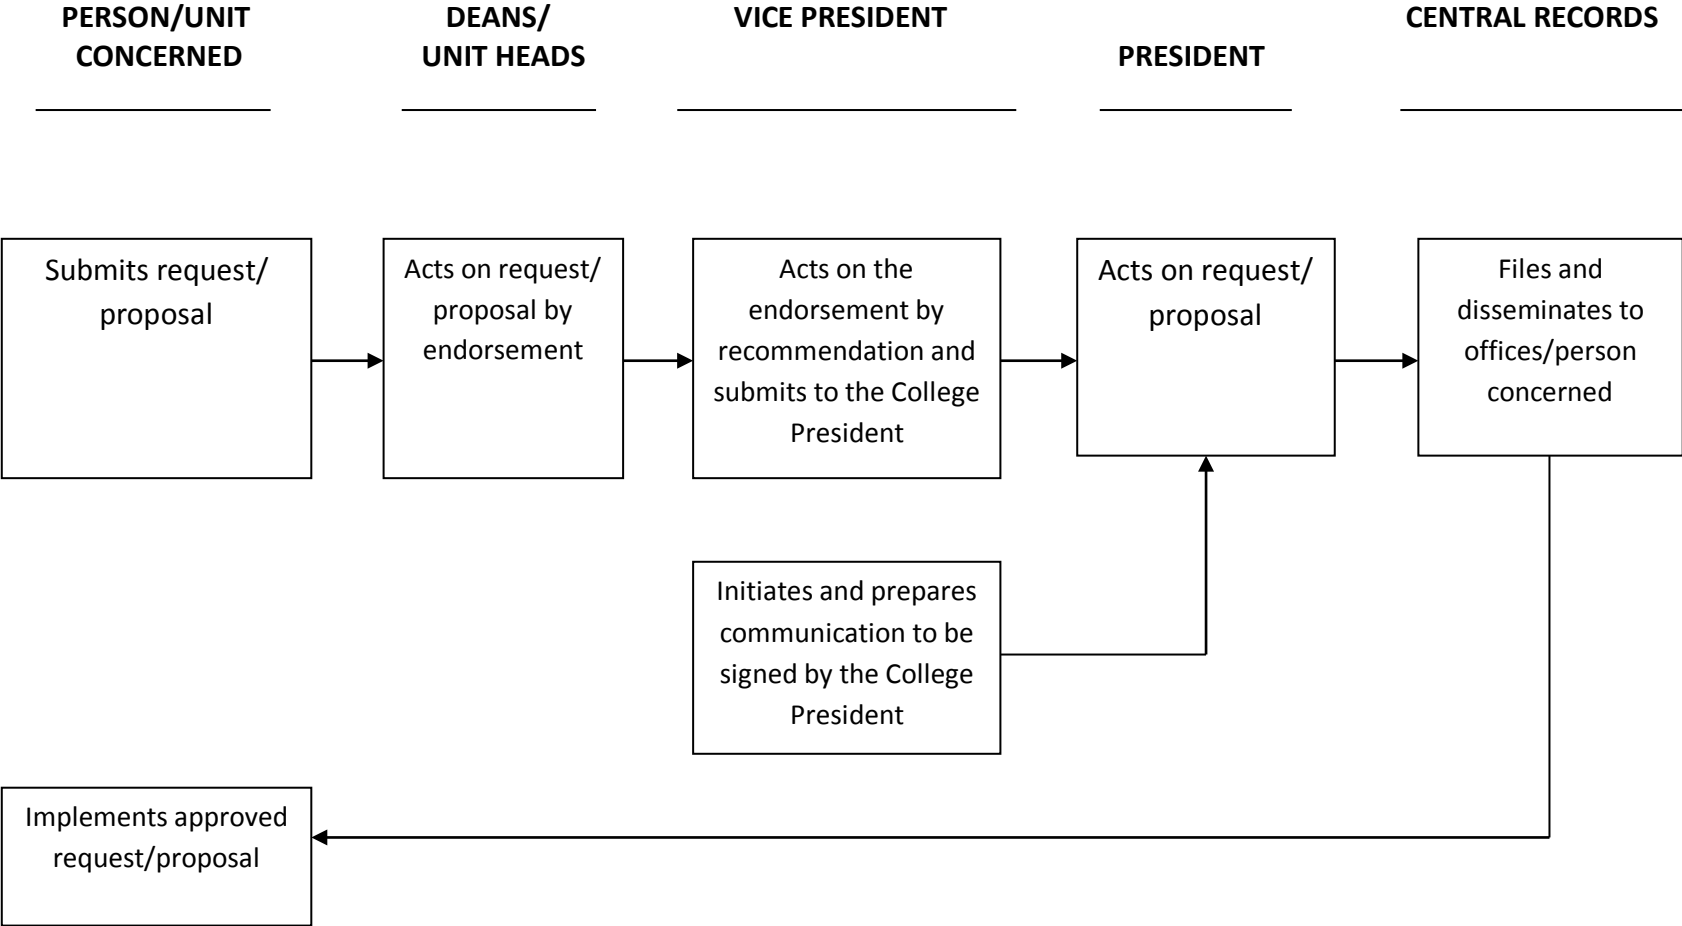 PERSON/UNIT
CONCERNED
DEANS/
UNIT HEADS
VICE PRESIDENT
PRESIDENT
CENTRAL RECORDS
Submits request/
proposal
Acts on request/
proposal by
endorsement
Acts on the
endorsement by
recommendation and
submits to the College
President
Acts on request/
proposal
Files and
disseminates to
offices/person
concerned
Initiates and prepares
communication to be
signed by the College
President
Implements approved
request/proposal